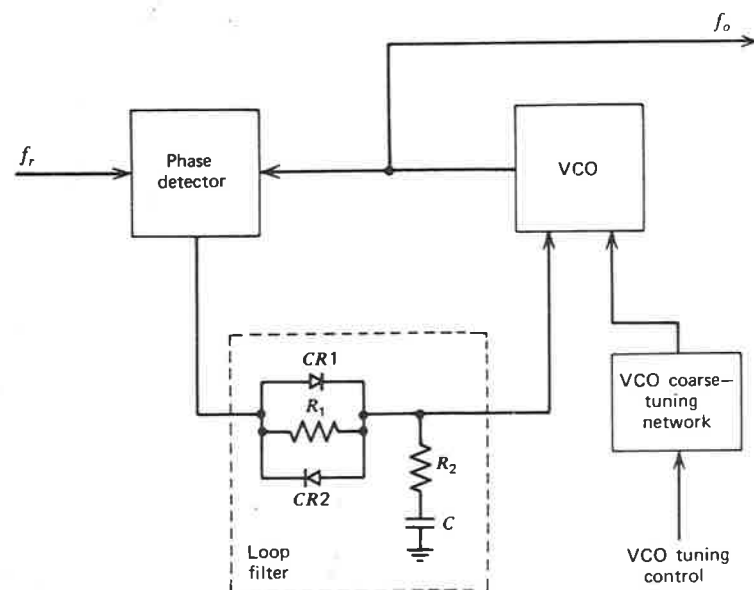 f_o
f_r
Phase
detector
VCO
CR1
R_1
CR2
R_2
C
Loop
filter
VCO coarse-
tuning
network
VCO tuning
control